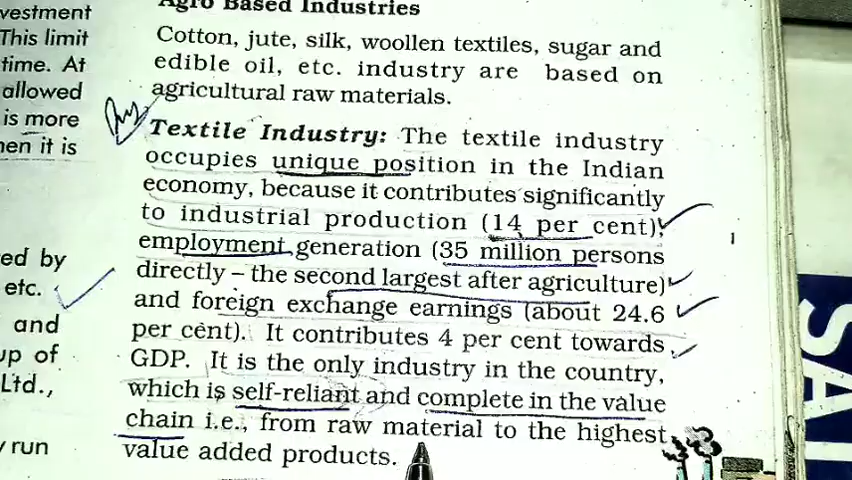 vestment
This limit
time. At
allowed
is more
en it is
ed by
etc.
and
up of
Ltd.,
run
Agro Based Industries
Cotton, jute, silk, woollen textiles, sugar and
edible oil, etc. industry are based on
agricultural raw materials.
Textile Industry: The textile industry
occupies unique position in the Indian
economy, because it contributes significantly
to industrial production (14 per cent),
employment generation (35 million persons
directly – the second largest after agriculture)
and foreign exchange earnings (about 24.6
per cent). It contributes 4 per cent towards
GDP. It is the only industry in the country,
which is self-reliant and complete in the value
chain i.e., from raw material to the highest
value added products.
SAL